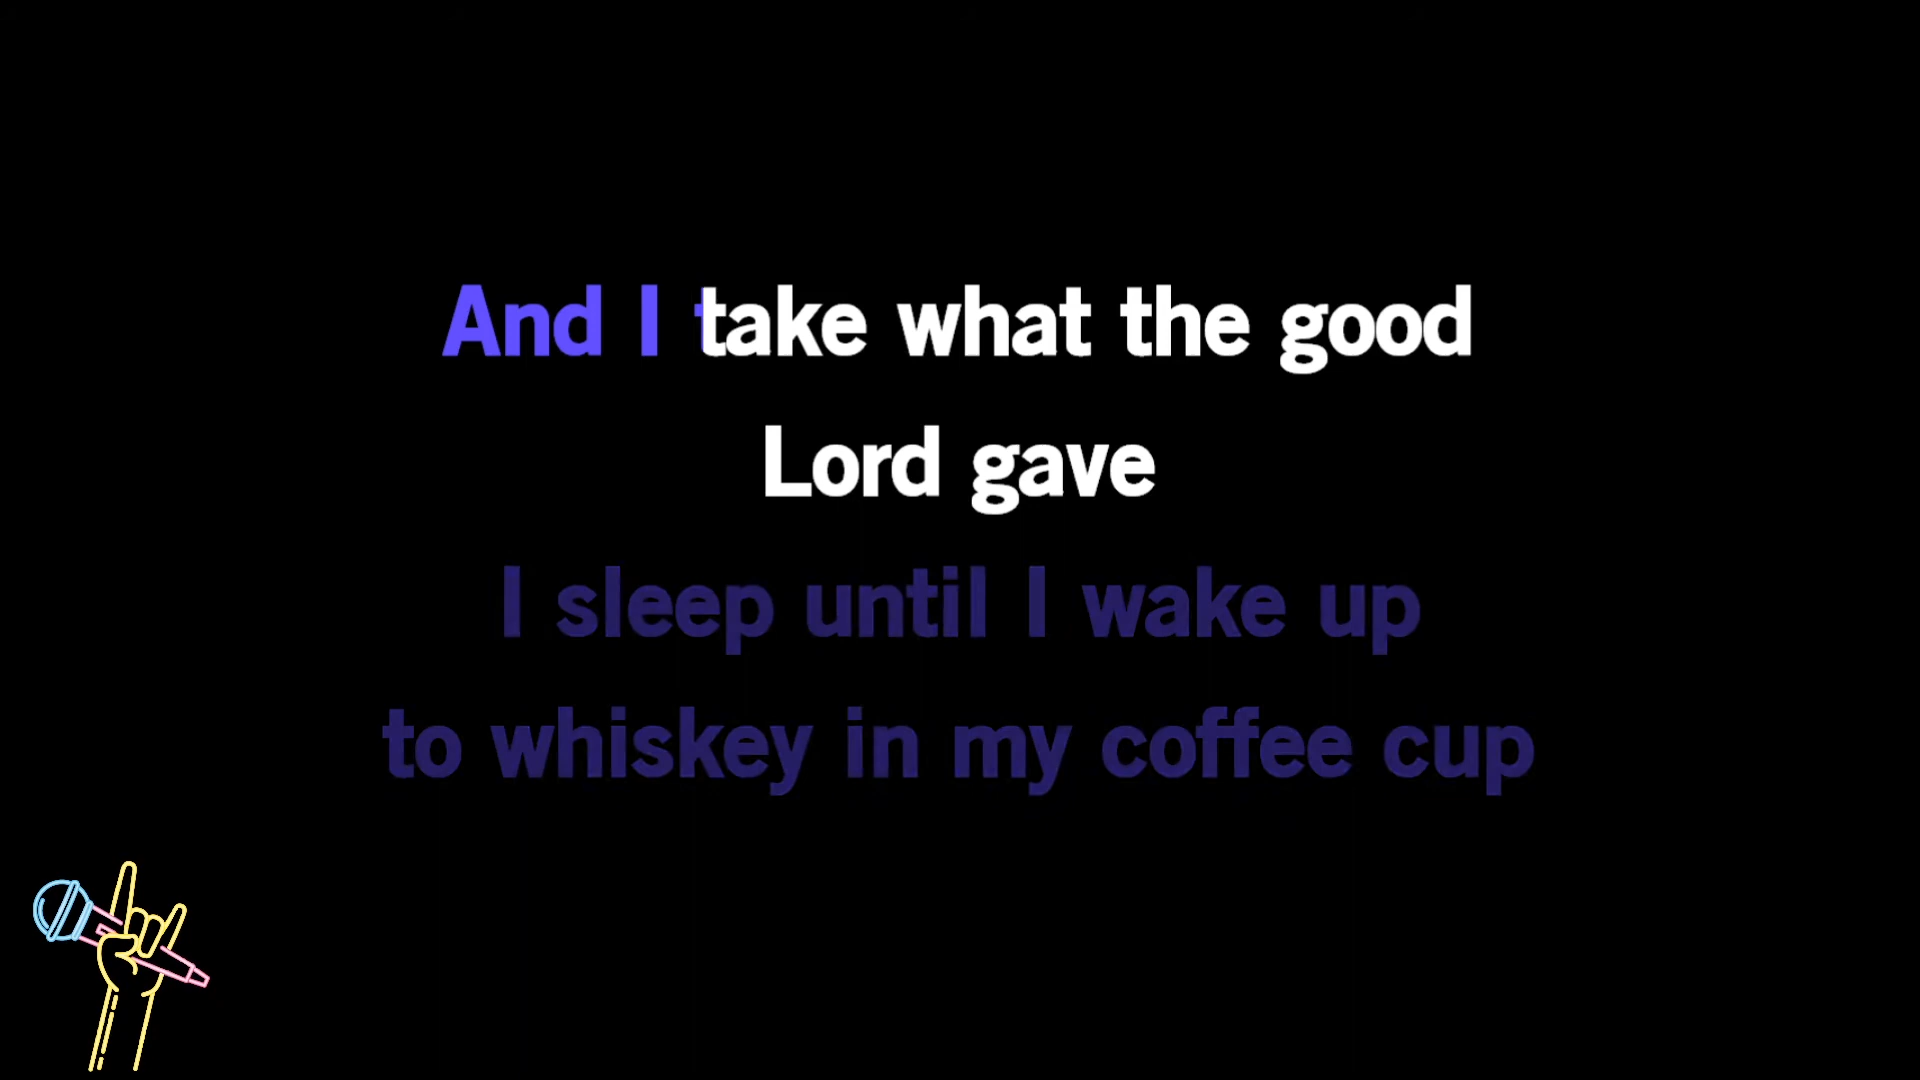 And I take what the good
Lord gave
I sleep until I wake up
to whiskey in my coffee cup